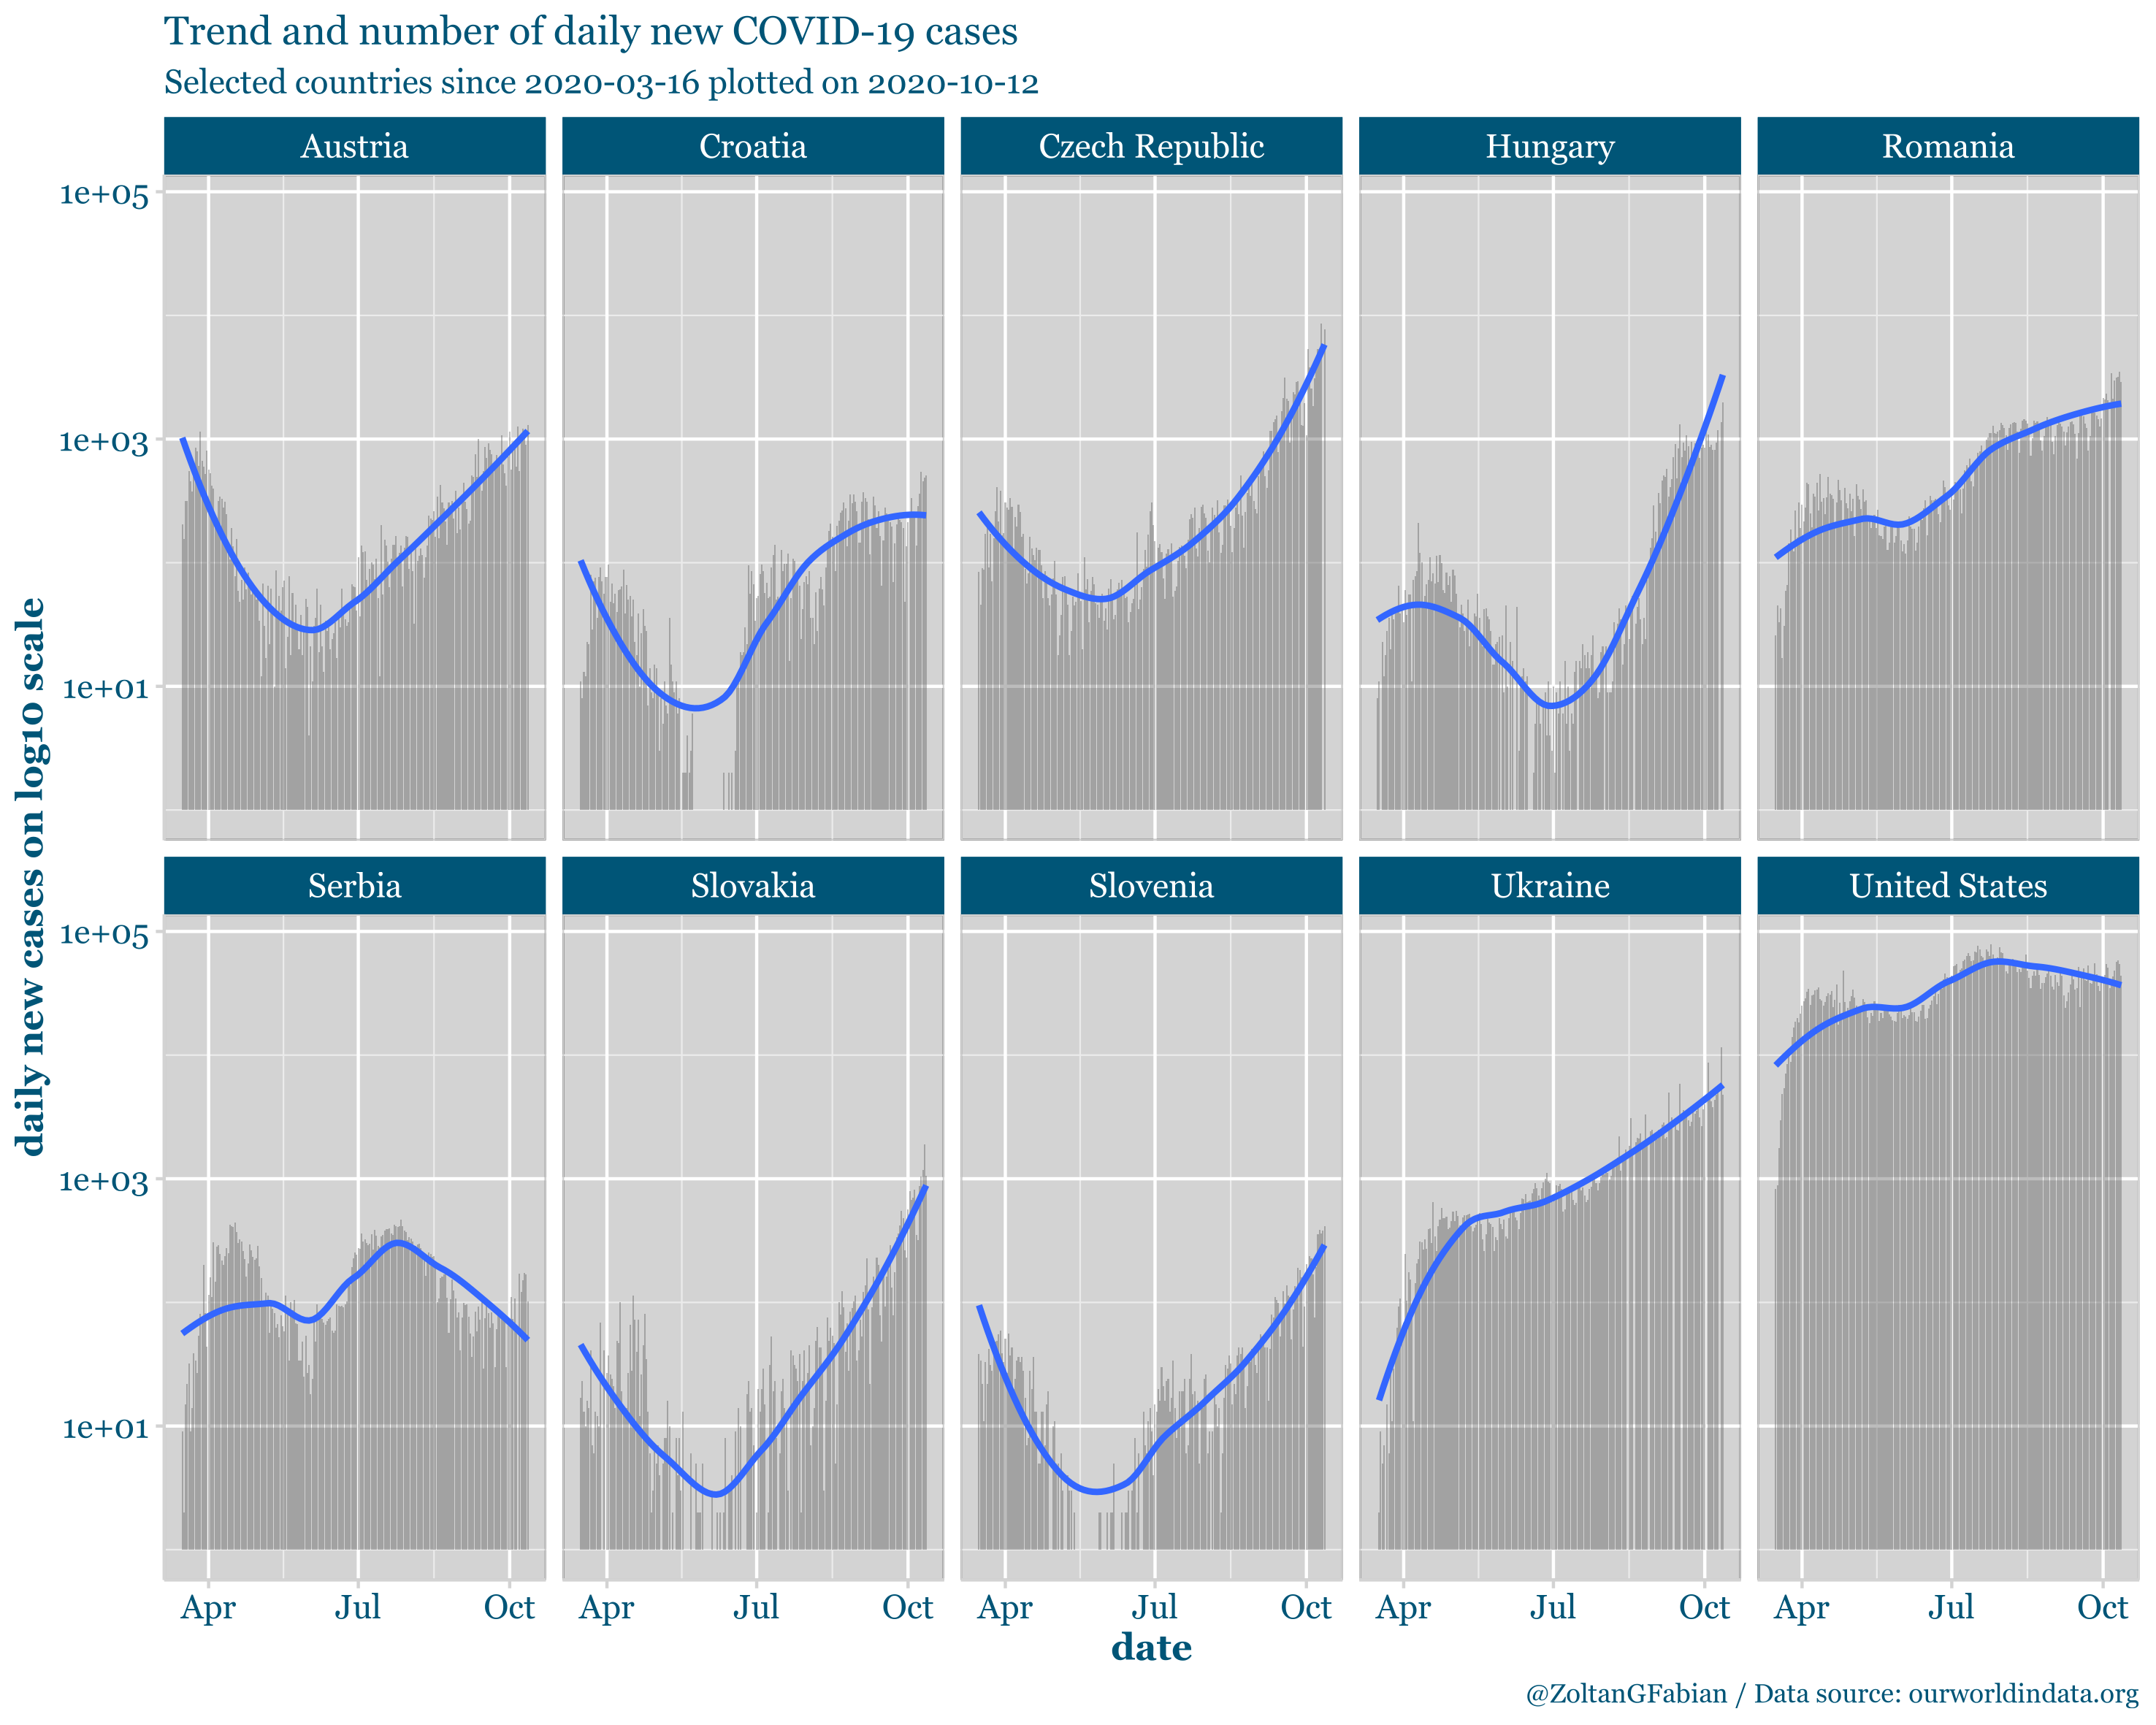 Trend and number of daily new COVID-19 cases
Selected countries since 2020-03-16 plotted on 2020-10-12
Austria
Croatia
Czech Republic
Hungary
Romania
1e+05
1e+03
1e+01
daily new cases on log10 scale
Serbia
Slovakia
Slovenia
Ukraine
United States
1e+05
1e+03
1e+01
Apr Jul Oct
Apr Jul Oct
Apr Jul Oct
Apr Jul Oct
Apr Jul Oct
date
@ZoltanGFabian / Data source: ourworldindata.org